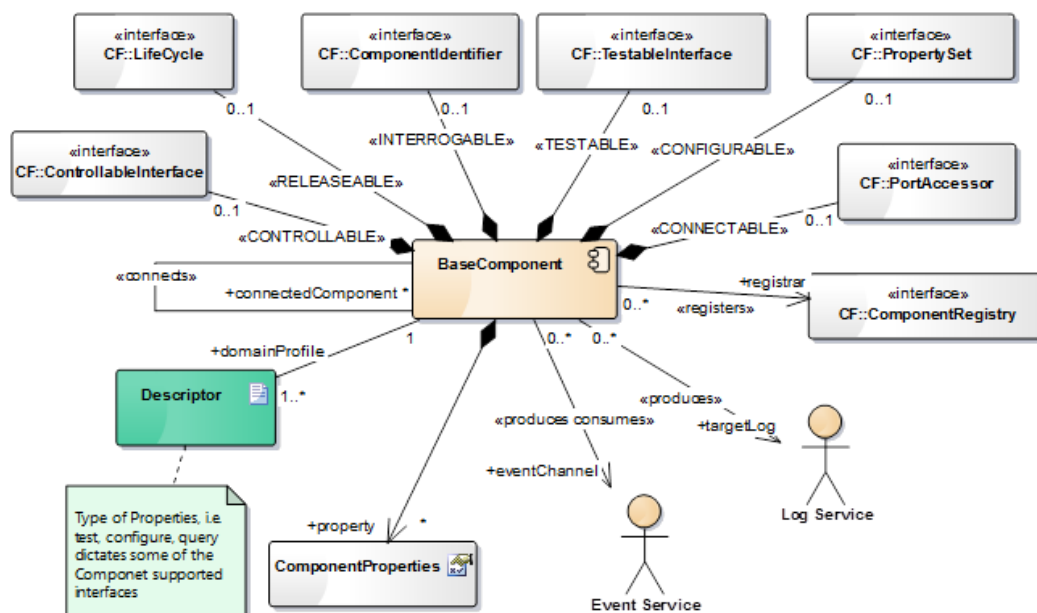 «interface»
CF::LifeCycle
«interface»
CF::ComponentIdentifier
«interface»
CF::TestableInterface
«interface»
CF::PropertySet
0..1
0..1
0..1
0..1
«INTERROGABLE»
«TESTABLE»
«CONFIGURABLE»
«interface»
CF::ControllableInterface
«interface»
CF::PortAccessor
«RELEASEABLE»
0..1
0..1
«CONTROLLABLE»
«CONNECTABLE»
BaseComponent
«connects»
+connectedComponent *
+registrar
0..*
«registers»
«interface»
CF::ComponentRegistry
1
0..*
0..*
+domainProfile
1..*
Descriptor
«produces»
«produces consumes»
+targetLog
+eventChannel
Log Service
Type of Properties, i.e.
test, configure, query
dictates some of the
Componet supported
interfaces
+property
*
ComponentProperties
Event Service